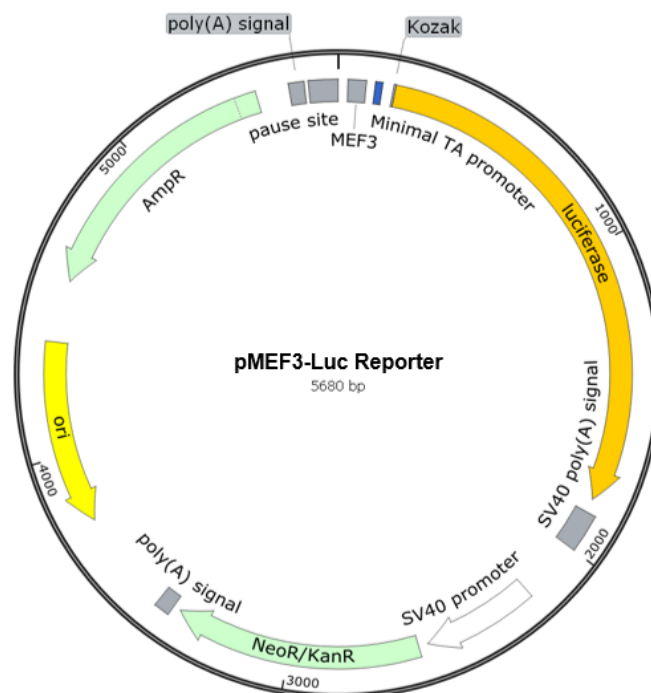 poly(A) signal
Kozak
pause site
MEF3
Minimal TA promoter
luciferase
1000
SV40 poly(A) signal
2000
SV40 promoter
NeoR/KanR
3000
poly(A) signal
ori
4000
AmpR
5000
pMEF3-Luc Reporter
5680 bp